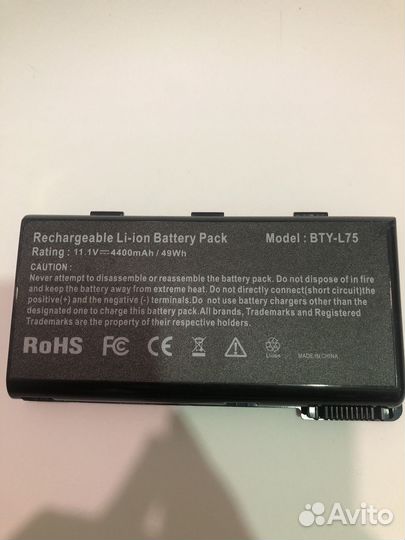 Rechargeable Li-ion Battery Pack Model : BTY-L75
Rating : 11.1V⎓4400mAh / 49Wh
CAUTION :
Never attempt to disassemble or reassemble the battery pack. Do not dispose of in fire
and keep the battery away from extreme heat. Do not directly connect(short circuit)the
positive(+) and the negative (-) terminals.Do not use battery chargers other than the
designated one to charge this battery pack.All brands, Trademarks and Registered
Trademarks are the property of their respective companies.
RoHS FC CE Li-ion MADE IN CHINA
Avito